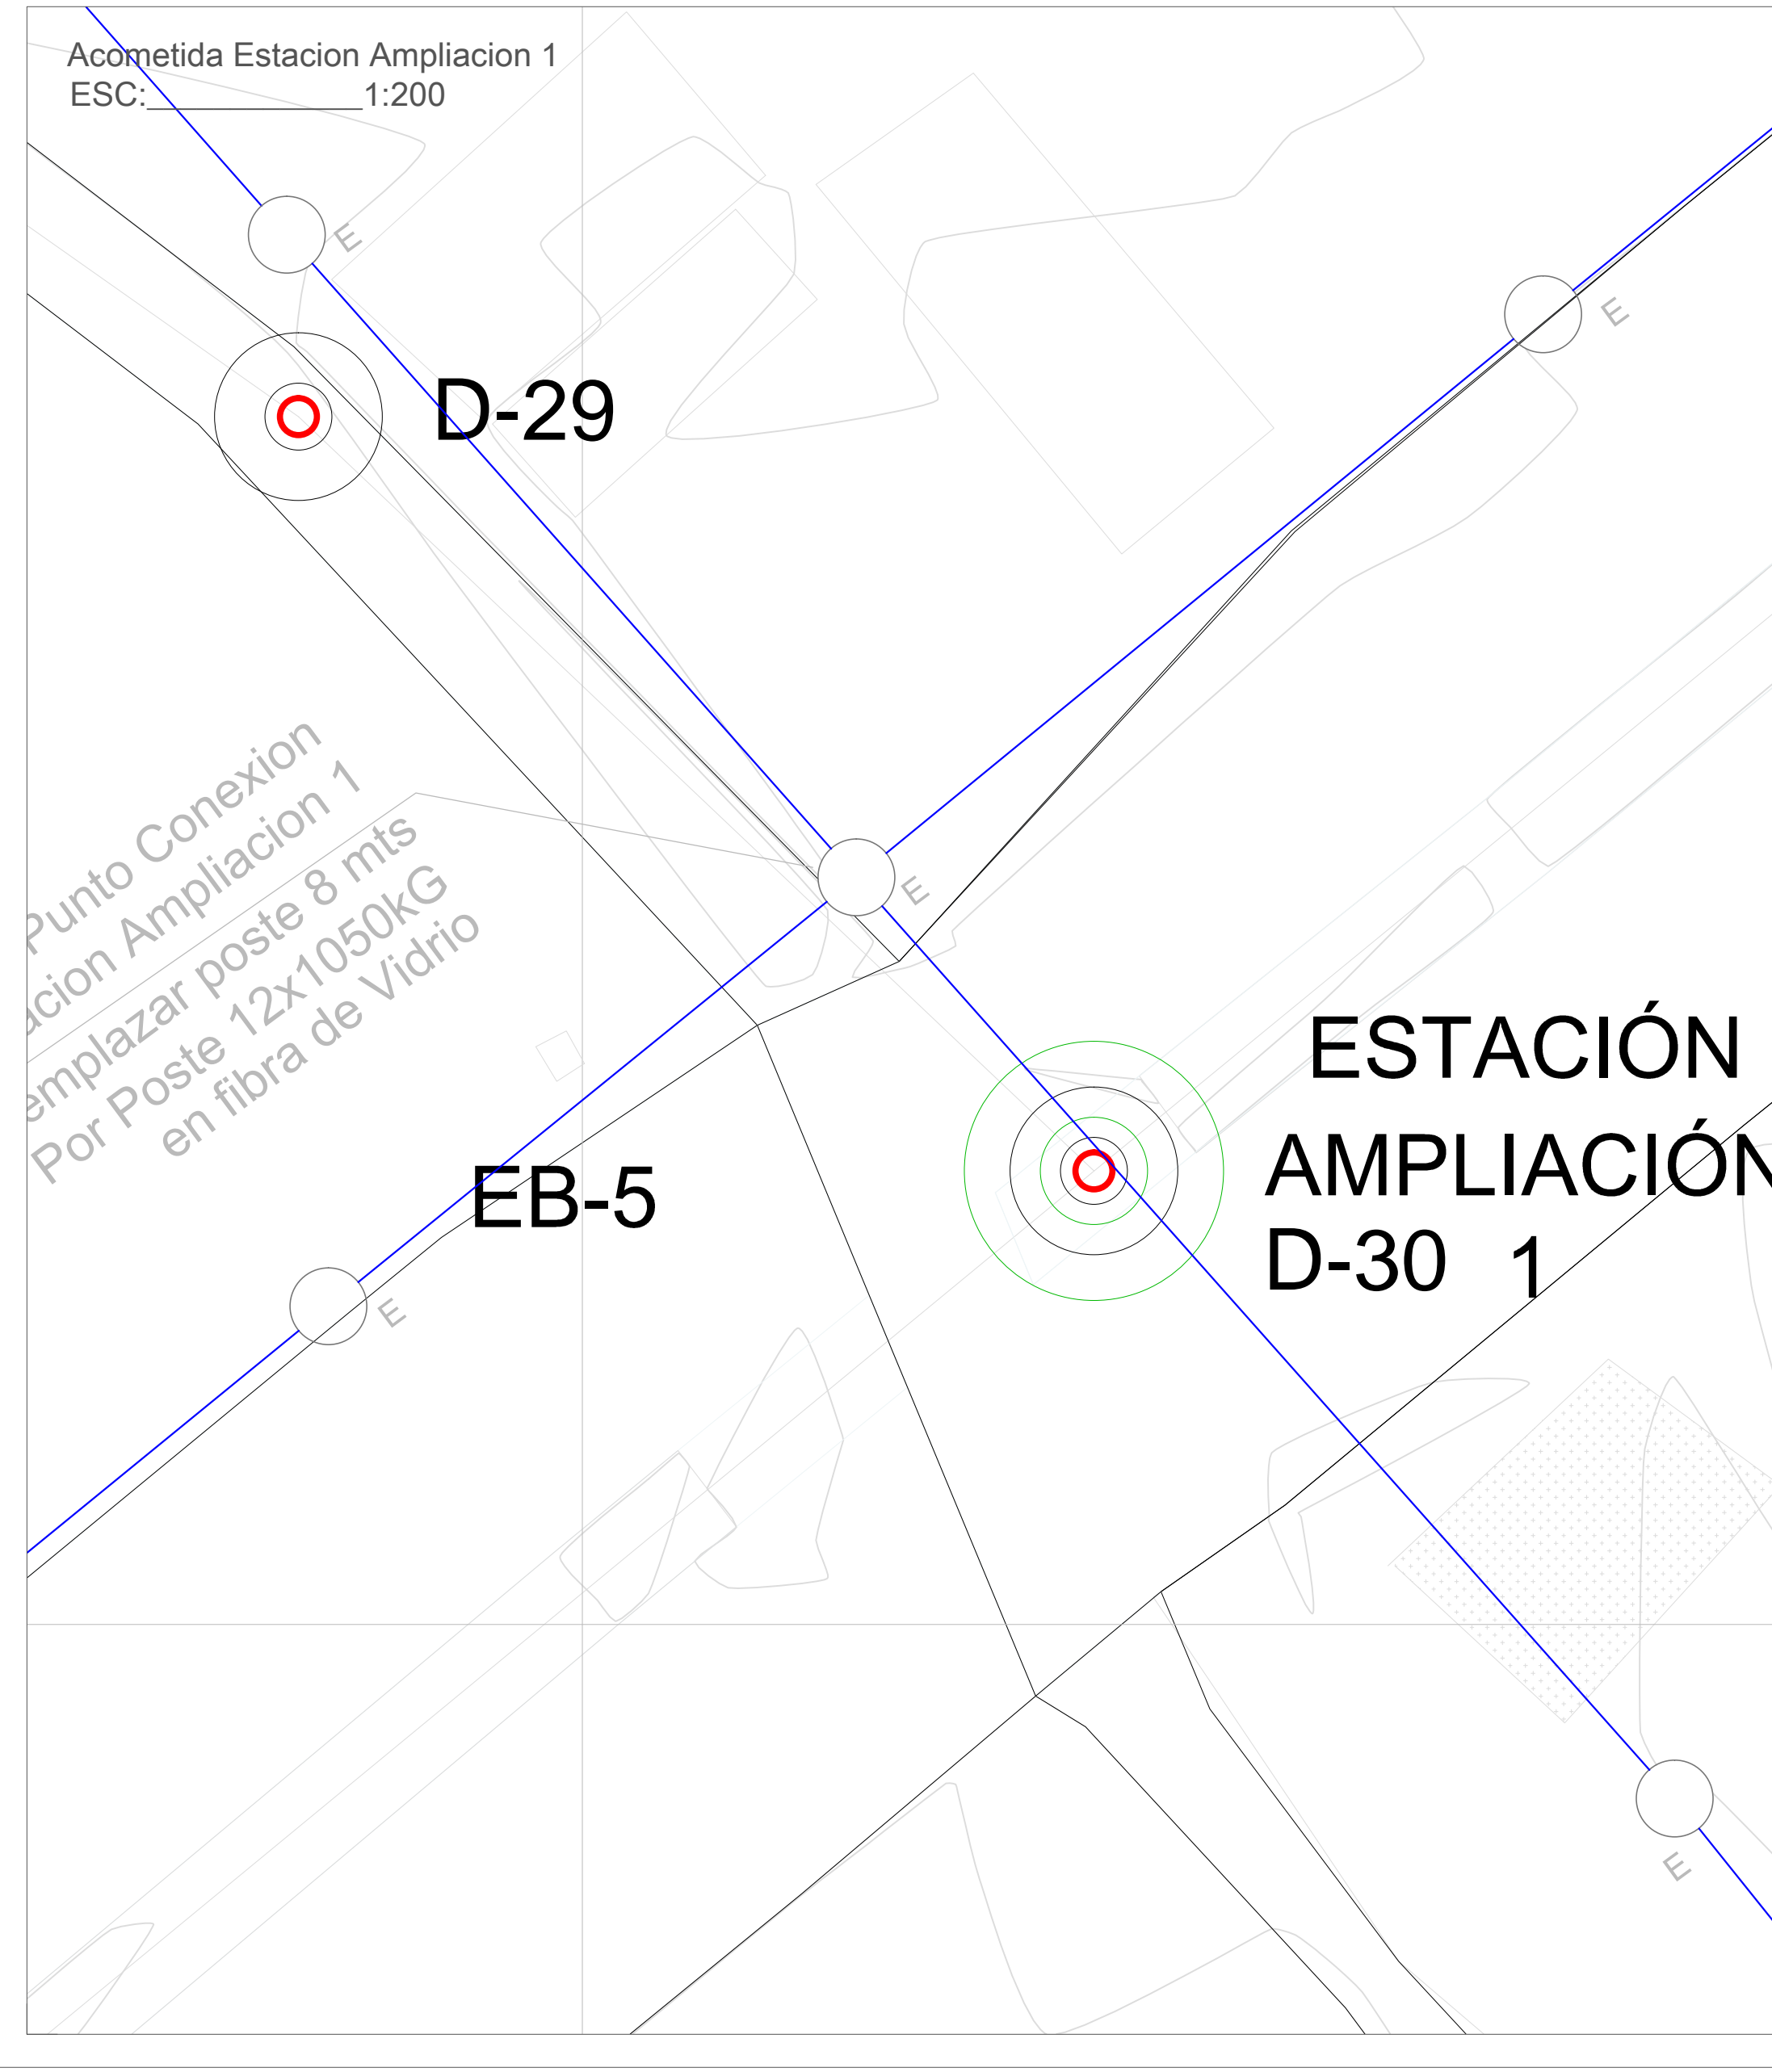 Acometida Estacion Ampliacion 1
ESC:____________1:200
E
E
D-29
Punto Conexion
acion Ampliacion 1
emplazar poste 8 mts
Por Poste 12x1050kG
en fibra de Vidrio
E
ESTACIÓN
AMPLIACIÓN
D-30 1
EB-5
E
E